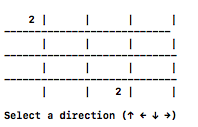 2 |    |    |    |
--------------------
|    |    |    |
--------------------
|    |    |    |
--------------------
|    | 2 |    |
Select a direction (↑ ← ↓ →)